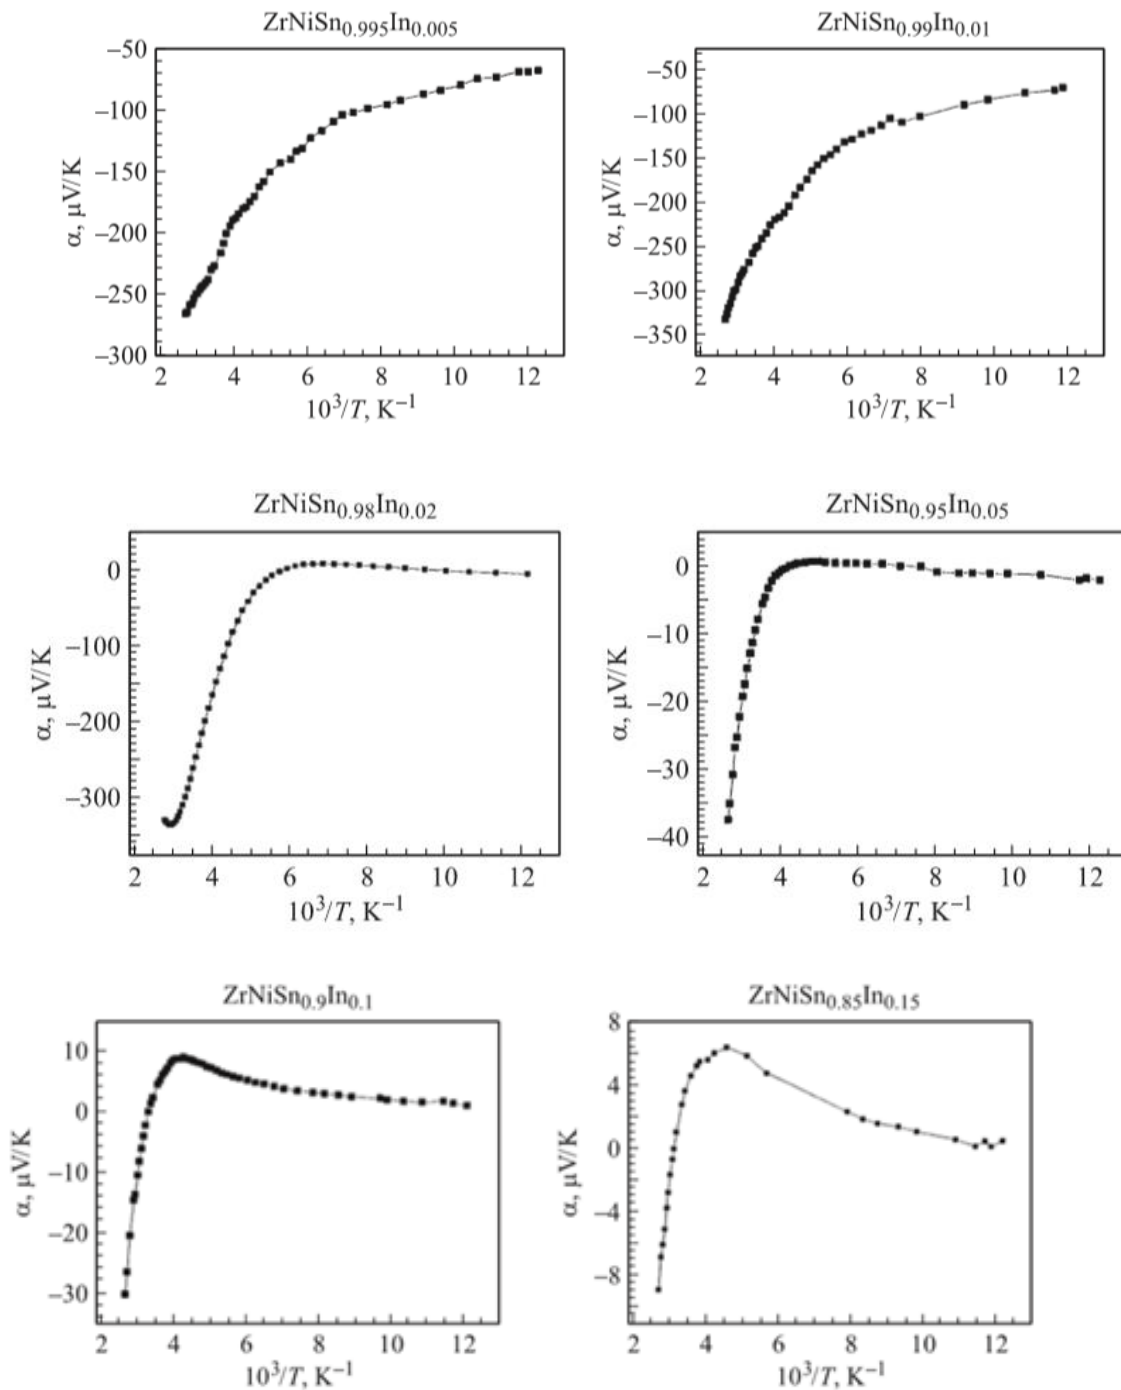 ZrNiSn0.995In0.005
α, μV/K
–50
–100
–150
–200
–250
–300
2 4 6 8 10 12
10³/T, K⁻¹
ZrNiSn0.99In0.01
α, μV/K
–50
–100
–150
–200
–250
–300
–350
2 4 6 8 10 12
10³/T, K⁻¹
ZrNiSn0.98In0.02
α, μV/K
0
–100
–200
–300
2 4 6 8 10 12
10³/T, K⁻¹
ZrNiSn0.95In0.05
α, μV/K
0
–10
–20
–30
–40
2 4 6 8 10 12
10³/T, K⁻¹
ZrNiSn0.9In0.1
α, μV/K
10
0
–10
–20
–30
2 4 6 8 10 12
10³/T, K⁻¹
ZrNiSn0.85In0.15
α, μV/K
8
4
0
–4
–8
2 4 6 8 10 12
10³/T, K⁻¹